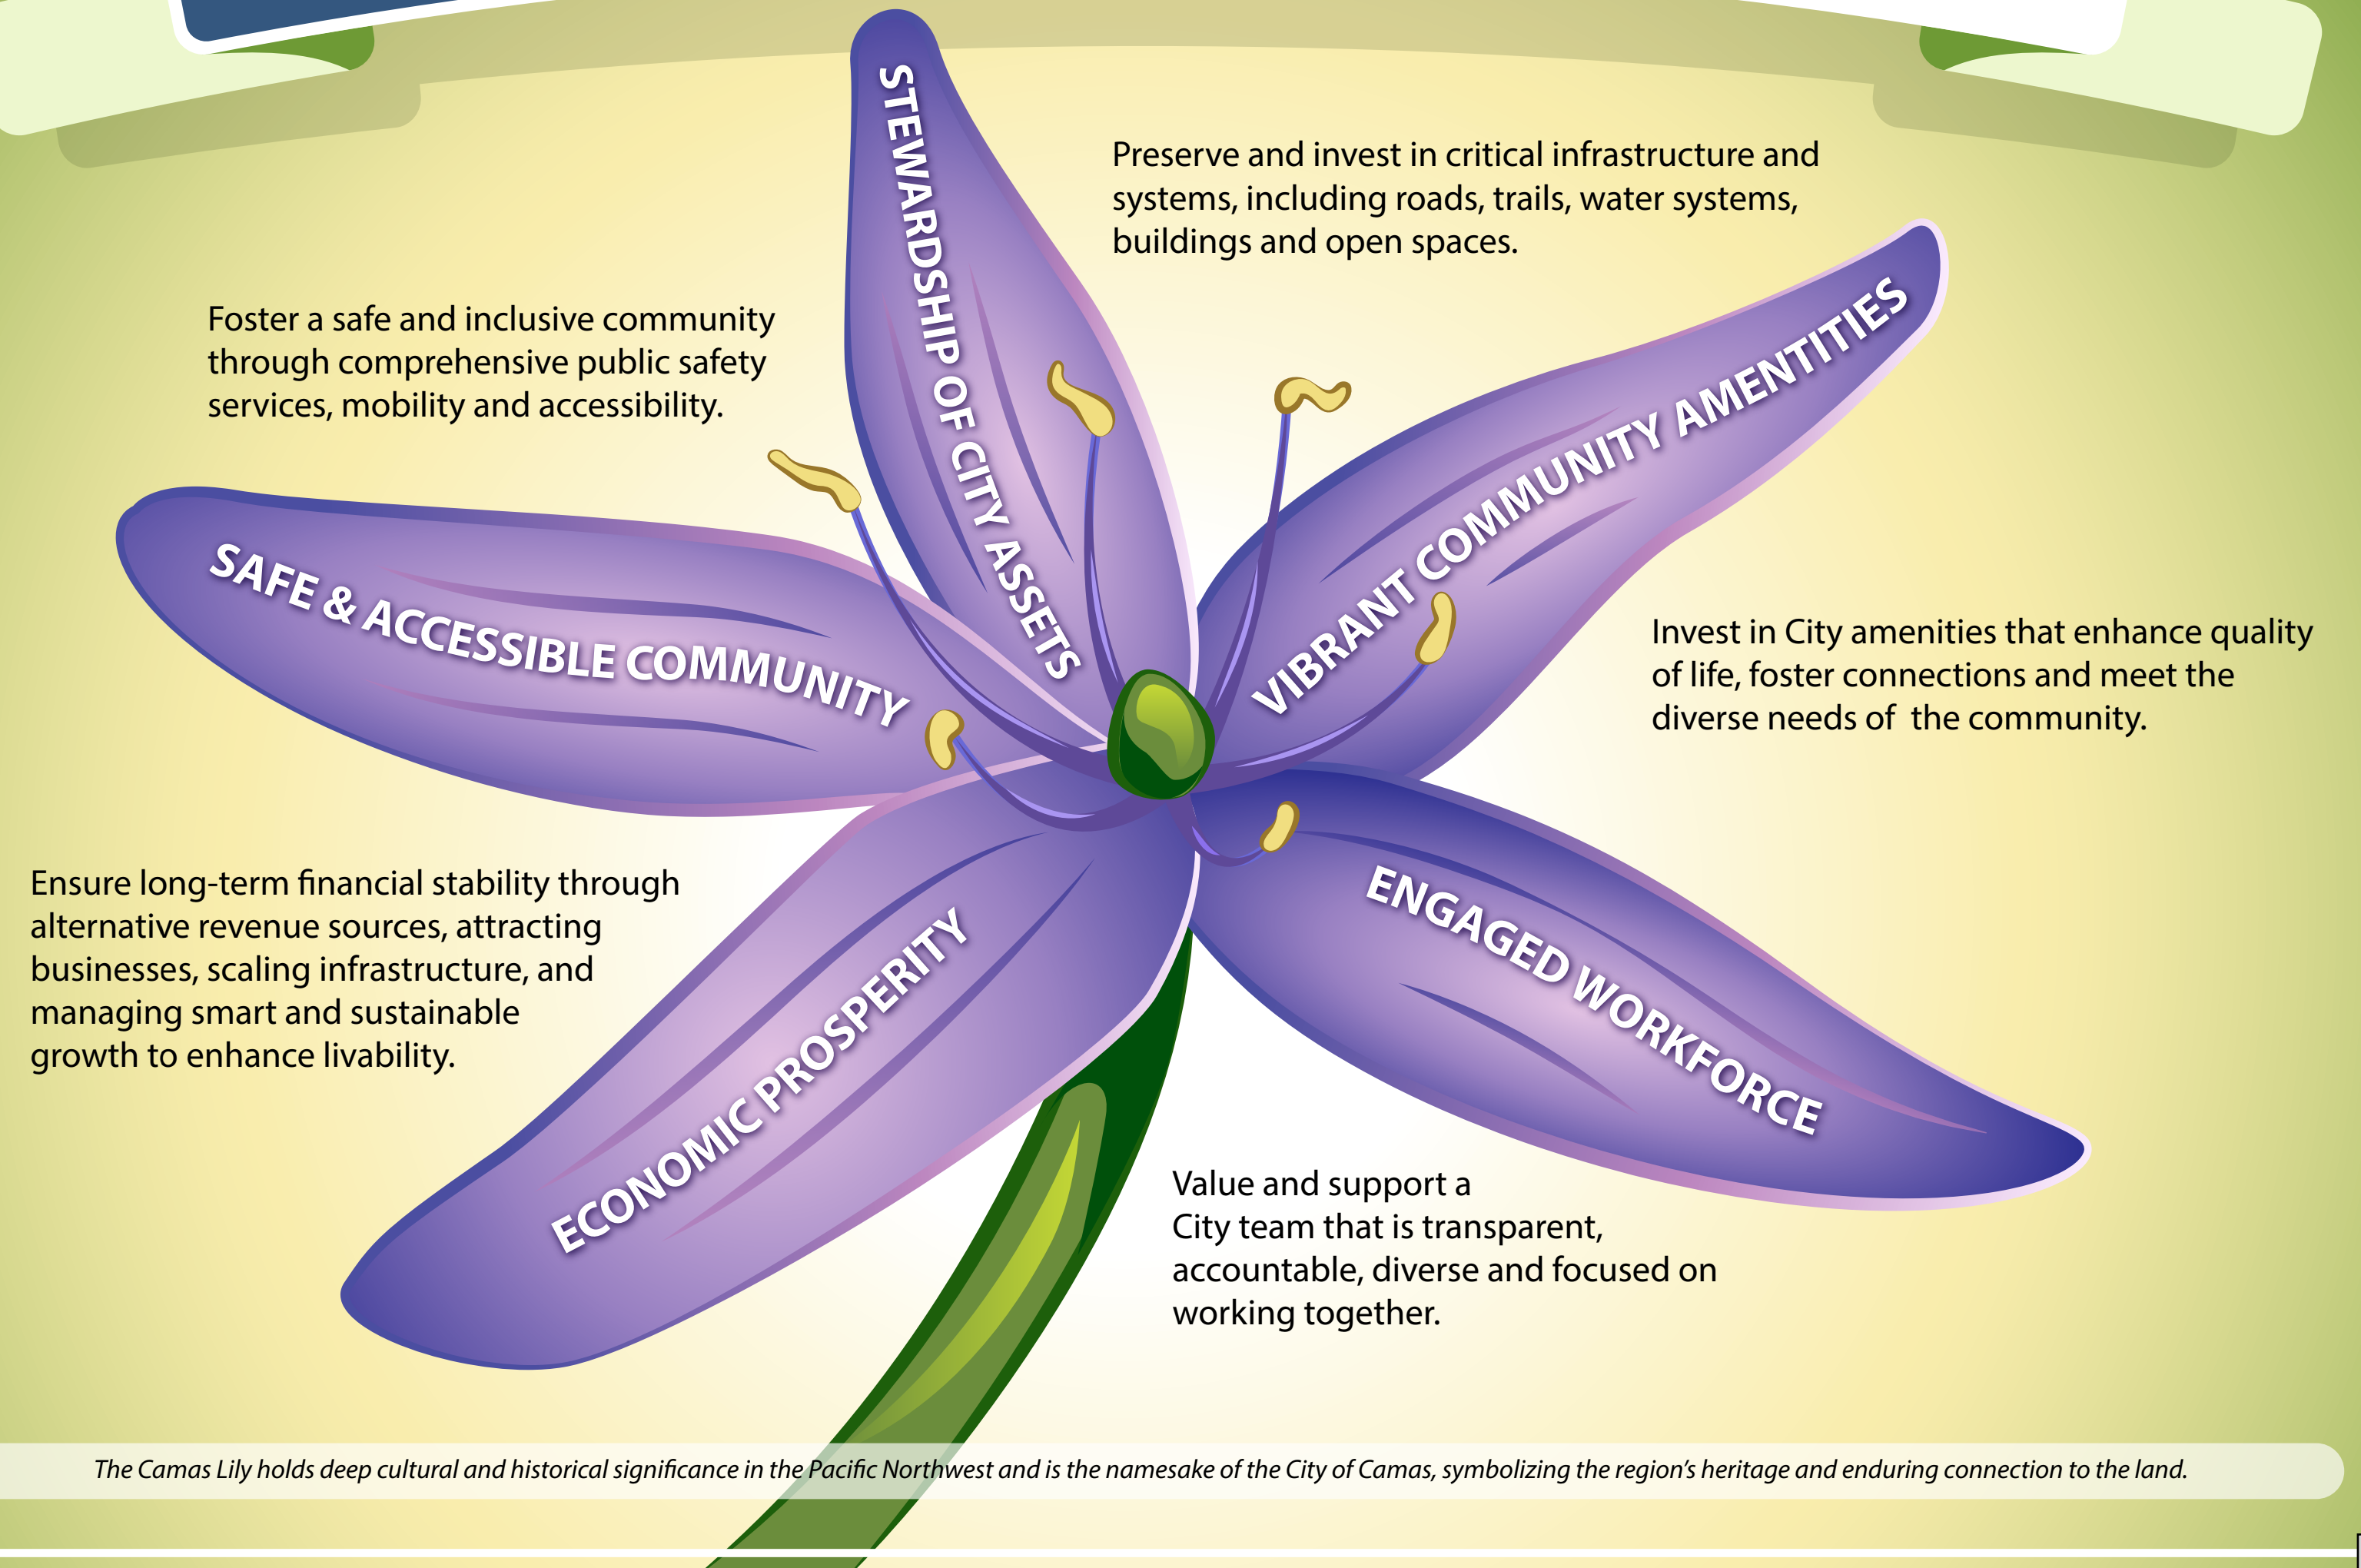 STEWARDSHIP OF CITY ASSETS
Preserve and invest in critical infrastructure and
systems, including roads, trails, water systems,
buildings and open spaces.
Foster a safe and inclusive community
through comprehensive public safety
services, mobility and accessibility.
SAFE & ACCESSIBLE COMMUNITY
VIBRANT COMMUNITY AMENTITIES
Invest in City amenities that enhance quality
of life, foster connections and meet the
diverse needs of the community.
Ensure long-term financial stability through
alternative revenue sources, attracting
businesses, scaling infrastructure, and
managing smart and sustainable
growth to enhance livability.
ECONOMIC PROSPERITY
ENGAGED WORKFORCE
Value and support a
City team that is transparent,
accountable, diverse and focused on
working together.
The Camas Lily holds deep cultural and historical significance in the Pacific Northwest and is the namesake of the City of Camas, symbolizing the region's heritage and enduring connection to the land.